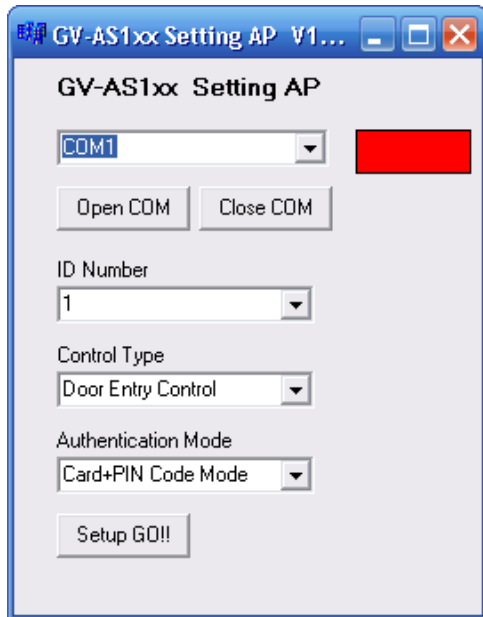 GV-AS1xx Setting AP V1...
GV-AS1xx Setting AP
COM1
Open COM Close COM
ID Number
1
Control Type
Door Entry Control
Authentication Mode
Card+PIN Code Mode
Setup GO!!